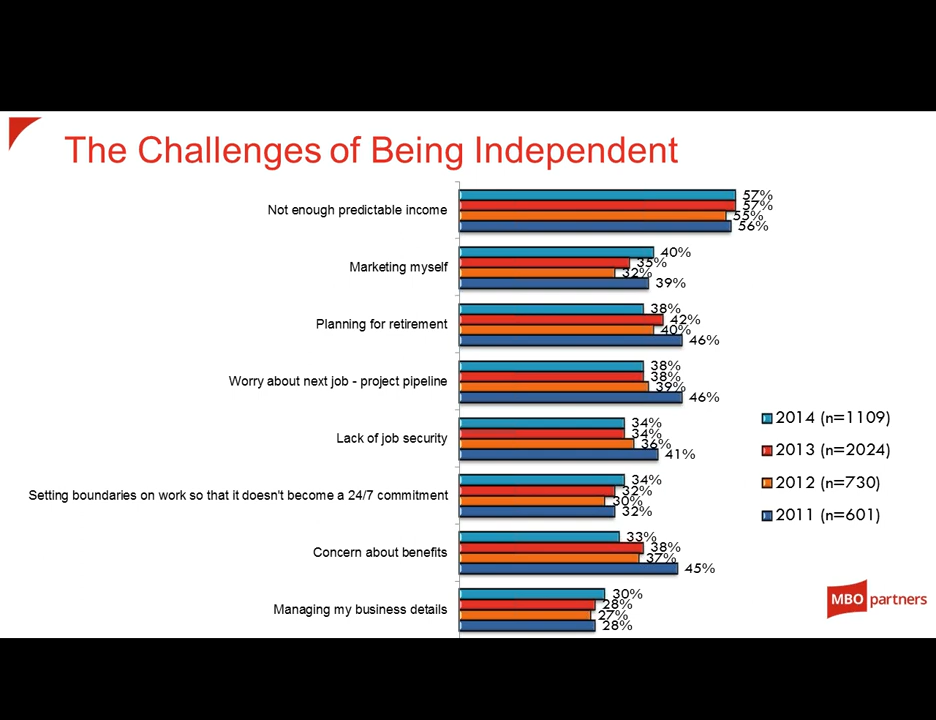 The Challenges of Being Independent
Not enough predictable income
57%
57%
55%
56%
Marketing myself
40%
35%
32%
39%
Planning for retirement
38%
42%
40%
46%
Worry about next job - project pipeline
38%
38%
39%
46%
Lack of job security
34%
34%
36%
41%
Setting boundaries on work so that it doesn't become a 24/7 commitment
34%
32%
30%
32%
Concern about benefits
33%
38%
37%
45%
Managing my business details
30%
28%
27%
28%
2014 (n=1109)
2013 (n=2024)
2012 (n=730)
2011 (n=601)
MBO partners